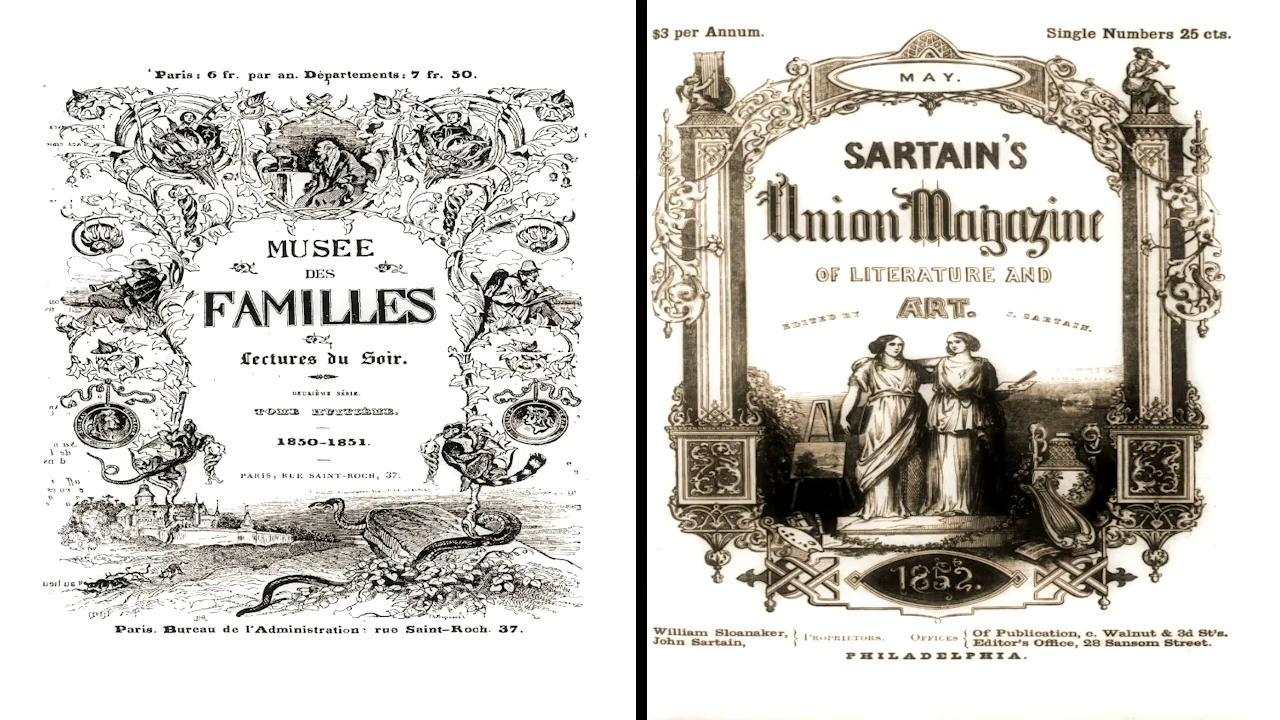 Paris: 6 fr. par an. Départements: 7 fr. 50.
MUSEE
DES
FAMILLES
Lectures du Soir.
DEUXIÈME SÉRIE.
TOME HUITIÈME.
1850-1851.
PARIS, RUE SAINT-ROCH, 37.
Paris. Bureau de l'Administration: rue Saint-Roch. 37.
$3 per Annum.
Single Numbers 25 cts.
MAY.
SARTAIN'S
Union Magazine
OF LITERATURE AND
ART.
EDITED BY J. SARTAIN.
1852.
William Sloanaker,
John Sartain,
PROPRIETORS.
OFFICES
Of Publication, c. Walnut & 3d St's.
Editor's Office, 28 Sansom Street.
PHILADELPHIA.